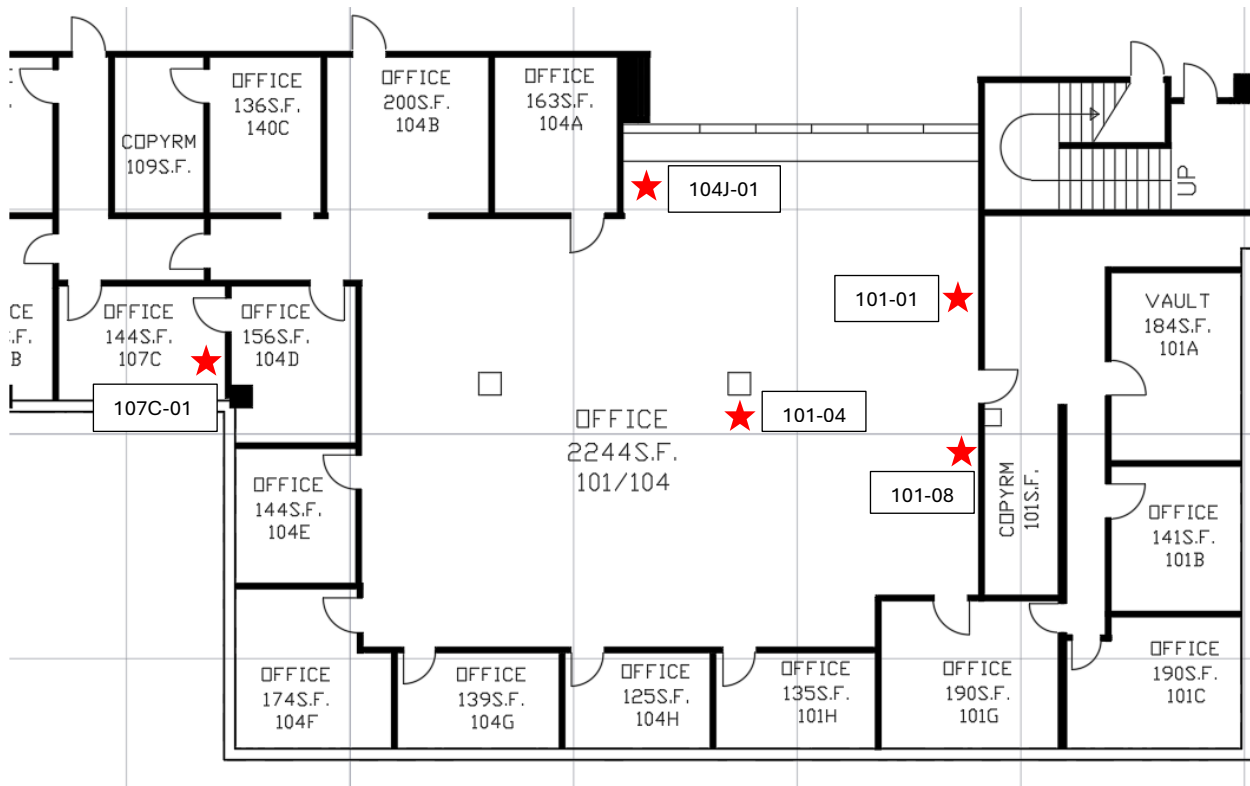 OFFICE
136S.F.
140C
OFFICE
200S.F.
104B
OFFICE
163S.F.
104A
COPYRM
109S.F.
104J-01
UP
101-01
OFFICE
144S.F.
107C
OFFICE
156S.F.
104D
VAULT
184S.F.
101A
107C-01
101-04
OFFICE
2244S.F.
101/104
101-08
COPYRM
101S.F.
OFFICE
144S.F.
104E
OFFICE
141S.F.
101B
OFFICE
174S.F.
104F
OFFICE
139S.F.
104G
OFFICE
125S.F.
104H
OFFICE
135S.F.
101H
OFFICE
190S.F.
101G
OFFICE
190S.F.
101C